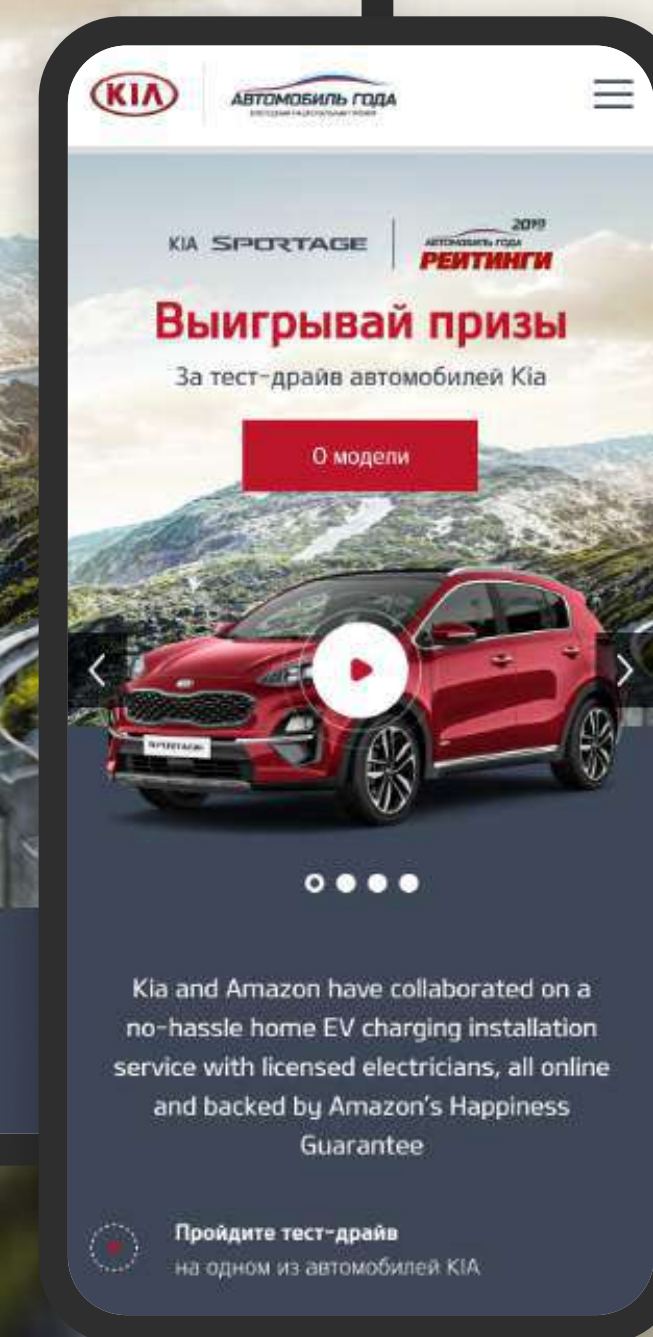 KIA
АВТОМОБИЛЬ ГОДА
KIA SPORTAGE
2019
АВТОМОБИЛЬ ГОДА
РЕЙТИНГИ
Выигрывай призы
За тест-драйв автомобилей Kia
О модели
SPORTAGE
Kia and Amazon have collaborated on a
no-hassle home EV charging installation
service with licensed electricians, all online
and backed by Amazon's Happiness
Guarantee
Пройдите тест-драйв
на одном из автомобилей KIA